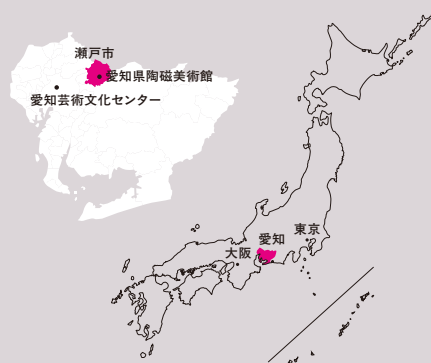 瀬戸市
愛知県陶磁美術館
愛知芸術文化センター
東京
愛知
大阪